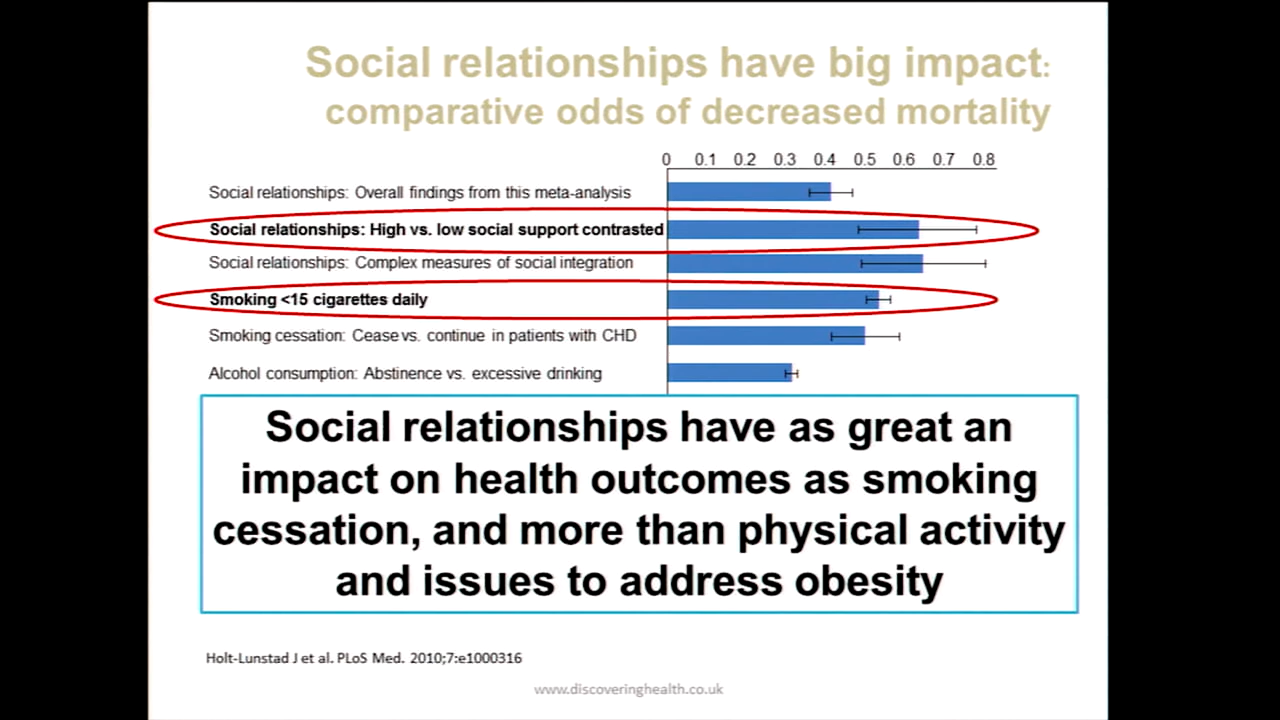 Social relationships have big impact:
comparative odds of decreased mortality
0 0.1 0.2 0.3 0.4 0.5 0.6 0.7 0.8
Social relationships: Overall findings from this meta-analysis
Social relationships: High vs. low social support contrasted
Social relationships: Complex measures of social integration
Smoking <15 cigarettes daily
Smoking cessation: Cease vs. continue in patients with CHD
Alcohol consumption: Abstinence vs. excessive drinking
Social relationships have as great an
impact on health outcomes as smoking
cessation, and more than physical activity
and issues to address obesity
Holt-Lunstad J et al. PLoS Med. 2010;7:e1000316
www.discoveringhealth.co.uk